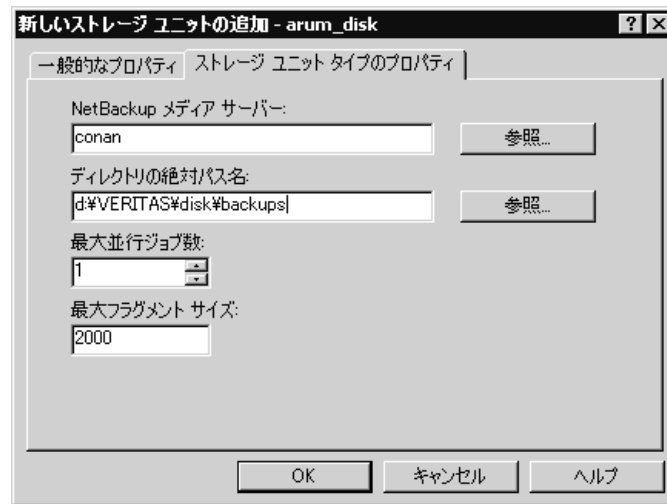 新しいストレージ ユニットの追加 - arum_disk
一般的なプロパティ ストレージ ユニット タイプのプロパティ
NetBackup メディア サーバー:
conan 参照...
ディレクトリの絶対パス名:
d:¥VERITAS¥disk¥backups 参照...
最大並行ジョブ数:
1
最大フラグメント サイズ:
2000
OK キャンセル ヘルプ